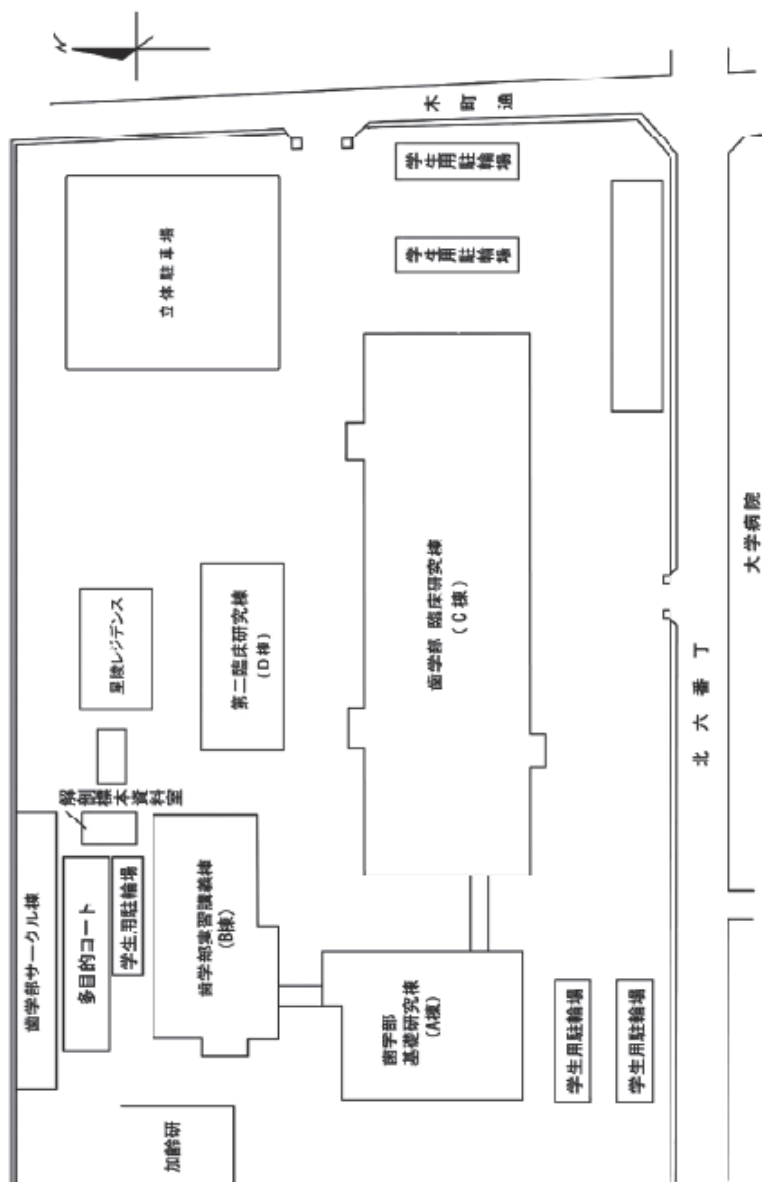 N
木町通
学生用駐輪場
学生用駐輪場
立体駐車場
大学病院
北六番丁
歯学部 臨床研究棟
(C棟)
第二臨床研究棟
(D棟)
星陵レジデンス
解剖標本資料室
歯学部サークル棟
多目的コート
学生用駐輪場
歯学部実習講義棟
(B棟)
歯学部
基礎研究棟
(A棟)
学生用駐輪場
学生用駐輪場
加齢研